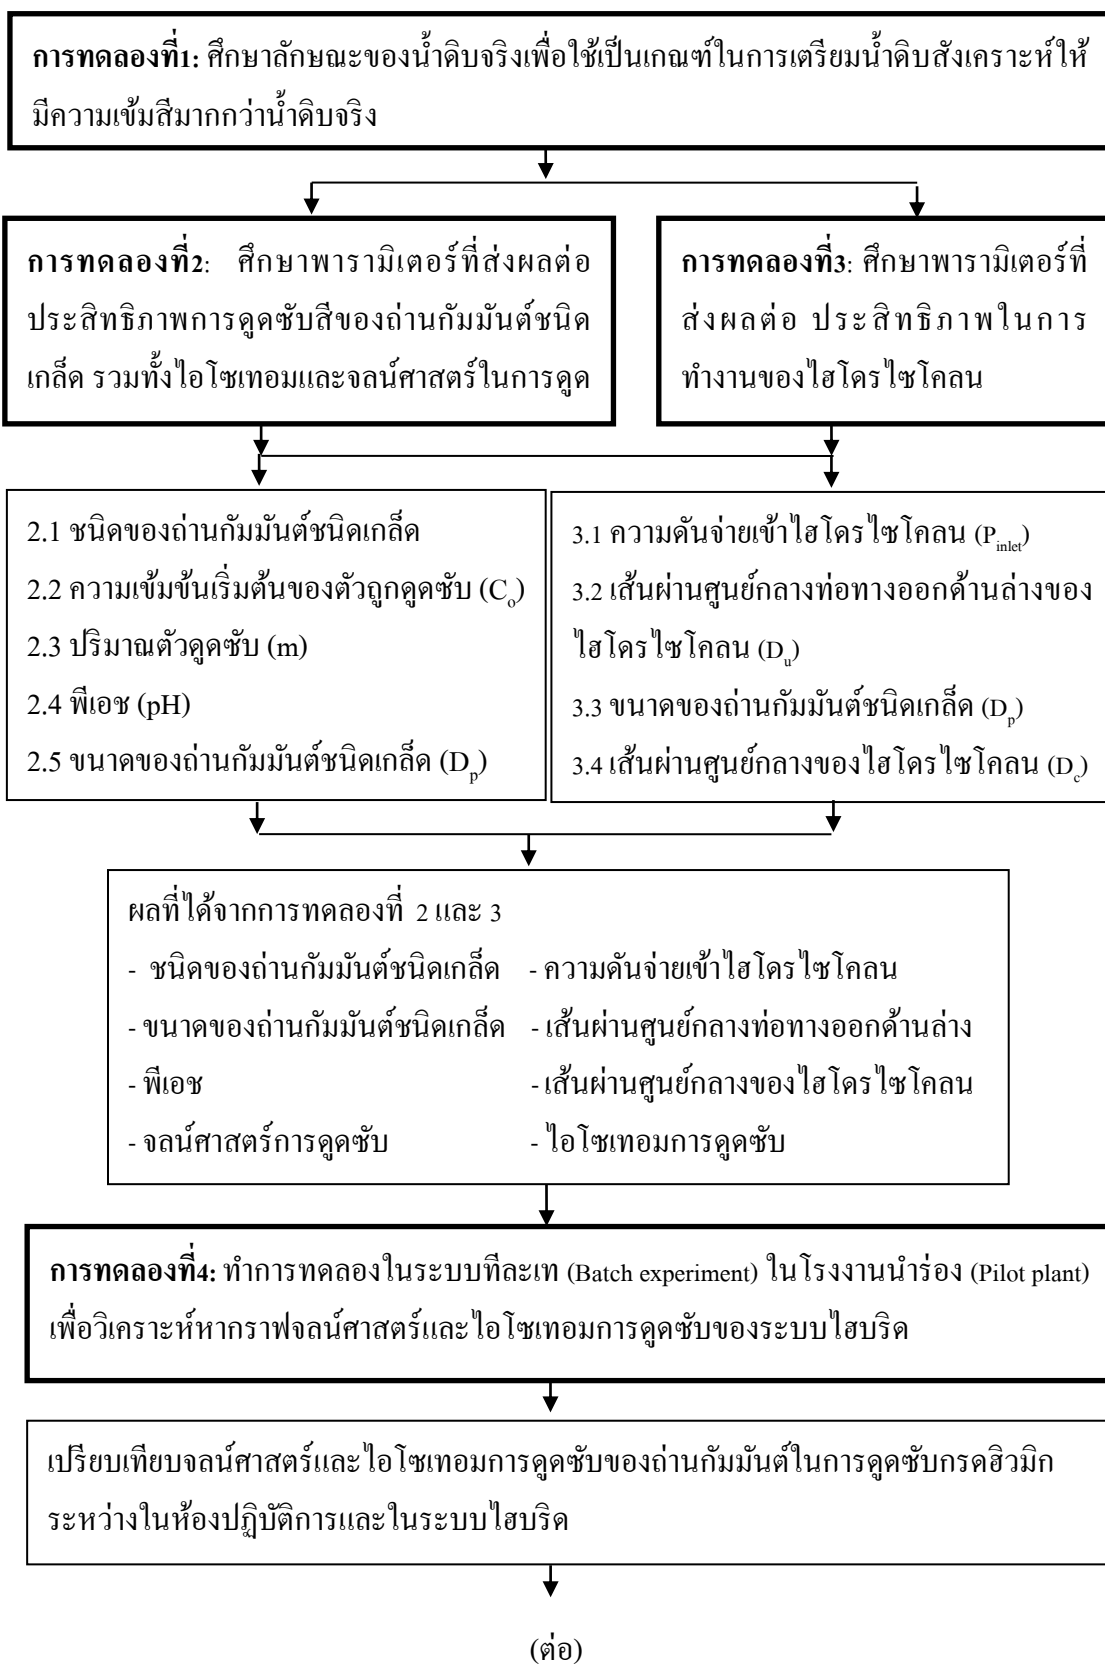 การทดลองที่1: ศึกษาลักษณะของน้ำดิบจริงเพื่อใช้เป็นเกณฑ์ในการเตรียมน้ำดิบสังเคราะห์ให้
มีความเข้มสีมากกว่าน้ำดิบจริง
การทดลองที่2: ศึกษาพารามิเตอร์ที่ส่งผลต่อ
ประสิทธิภาพการดูดซับสีของถ่านกัมมันต์ชนิด
เกล็ด รวมทั้งไอโซเทอมและจลน์ศาสตร์ในการดูด
การทดลองที่3: ศึกษาพารามิเตอร์ที่
ส่งผลต่อ ประสิทธิภาพในการ
ทำงานของไฮโดรไซโคลน
2.1 ชนิดของถ่านกัมมันต์ชนิดเกล็ด
2.2 ความเข้มข้นเริ่มต้นของตัวถูกดูดซับ (Co)
2.3 ปริมาณตัวดูดซับ (m)
2.4 พีเอช (pH)
2.5 ขนาดของถ่านกัมมันต์ชนิดเกล็ด (Dp)
3.1 ความดันจ่ายเข้าไฮโดรไซโคลน (Pinlet)
3.2 เส้นผ่านศูนย์กลางท่อทางออกด้านล่างของ
ไฮโดรไซโคลน (Du)
3.3 ขนาดของถ่านกัมมันต์ชนิดเกล็ด (Dp)
3.4 เส้นผ่านศูนย์กลางของไฮโดรไซโคลน (Dc)
ผลที่ได้จากการทดลองที่ 2 และ 3
- ชนิดของถ่านกัมมันต์ชนิดเกล็ด - ความดันจ่ายเข้าไฮโดรไซโคลน
- ขนาดของถ่านกัมมันต์ชนิดเกล็ด - เส้นผ่านศูนย์กลางท่อทางออกด้านล่าง
- พีเอช - เส้นผ่านศูนย์กลางของไฮโดรไซโคลน
- จลน์ศาสตร์การดูดซับ - ไอโซเทอมการดูดซับ
การทดลองที่4: ทำการทดลองในระบบทีละเท (Batch experiment) ในโรงงานนำร่อง (Pilot plant)
เพื่อวิเคราะห์หากราฟจลน์ศาสตร์และไอโซเทอมการดูดซับของระบบไฮบริด
เปรียบเทียบจลน์ศาสตร์และไอโซเทอมการดูดซับของถ่านกัมมันต์ในการดูดซับกรดฮิวมิก
ระหว่างในห้องปฏิบัติการและในระบบไฮบริด
(ต่อ)